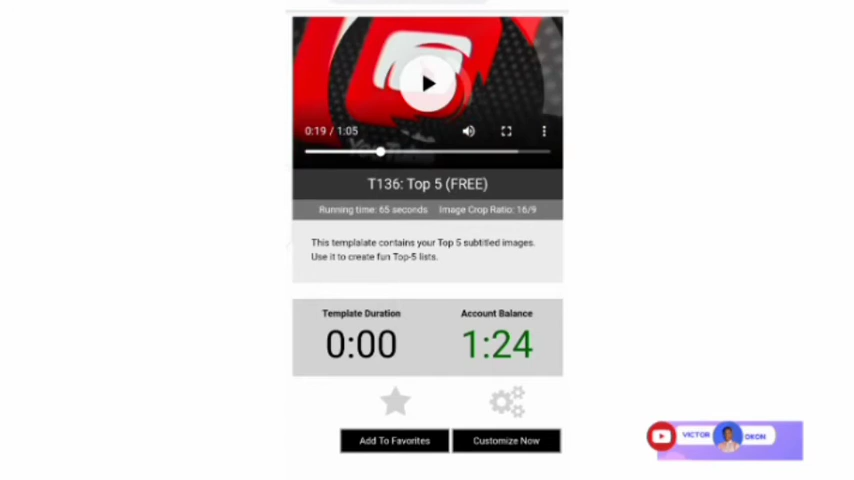 0:19 / 1:05
T136: Top 5 (FREE)
Running time: 65 seconds Image Crop Ratio: 16/9
This templalate contains your Top 5 subtitled images.
Use it to create fun Top-5 lists.
Template Duration Account Balance
0:00 1:24
Add To Favorites Customize Now
VICTOR OKON